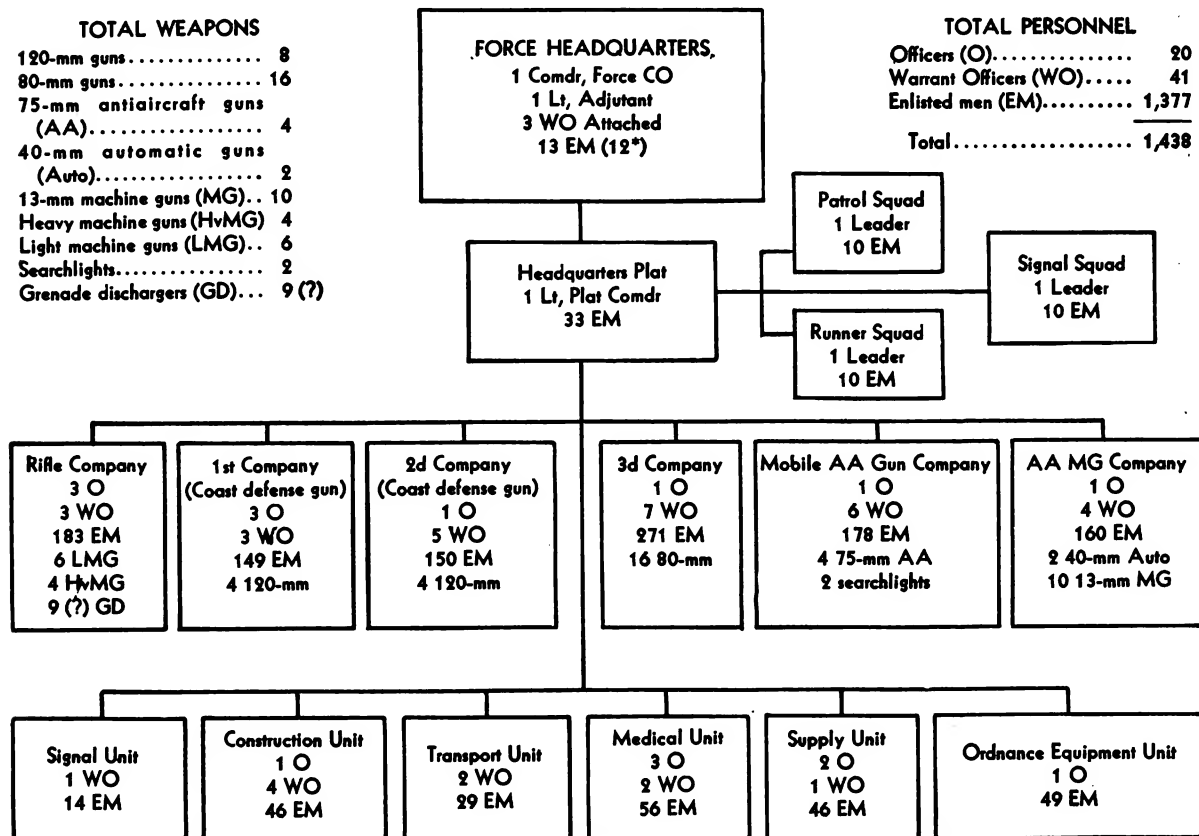 TOTAL WEAPONS
120-mm guns.............. 8
80-mm guns............... 16
75-mm antiaircraft guns
(AA).................... 4
40-mm automatic guns
(Auto)................... 2
13-mm machine guns (MG).. 10
Heavy machine guns (HvMG) 4
Light machine guns (LMG).. 6
Searchlights................ 2
Grenade dischargers (GD)... 9 (?)
FORCE HEADQUARTERS
1 Comdr, Force CO
1 Lt, Adjutant
3 WO Attached
13 EM (12*)
TOTAL PERSONNEL
Officers (O)............... 20
Warrant Officers (WO)..... 41
Enlisted men (EM).......... 1,377
Total.................... 1,438
Headquarters Plat
1 Lt, Plat Comdr
33 EM
Patrol Squad
1 Leader
10 EM
Signal Squad
1 Leader
10 EM
Runner Squad
1 Leader
10 EM
Rifle Company
3 O
3 WO
183 EM
6 LMG
4 HvMG
9 (?) GD
1st Company
(Coast defense gun)
3 O
3 WO
149 EM
4 120-mm
2d Company
(Coast defense gun)
1 O
5 WO
150 EM
4 120-mm
3d Company
1 O
7 WO
271 EM
16 80-mm
Mobile AA Gun Company
1 O
6 WO
178 EM
4 75-mm AA
2 searchlights
AA MG Company
1 O
4 WO
160 EM
2 40-mm Auto
10 13-mm MG
Signal Unit
1 WO
14 EM
Construction Unit
1 O
4 WO
46 EM
Transport Unit
2 WO
29 EM
Medical Unit
3 O
2 WO
56 EM
Supply Unit
2 O
1 WO
46 EM
Ordnance Equipment Unit
1 O
49 EM